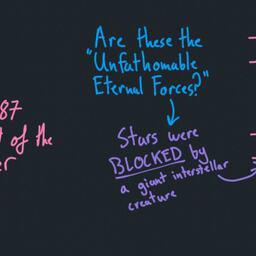 Are these the
"Unfathomable
Eternal Forces?"
87
of the
er
Stars were
BLOCKED by
a giant interstellar
creature